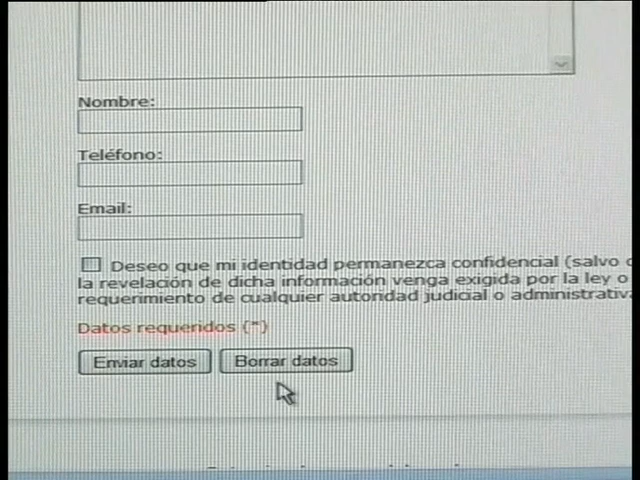 Nombre:
Teléfono:
Email:
Deseo que mi identidad permanezca confidencial (salvo
la revelación de dicha información venga exigida por la ley o
requerimiento de cualquier autoridad judicial o administrativa
Datos requeridos (*)
Enviar datos
Borrar datos